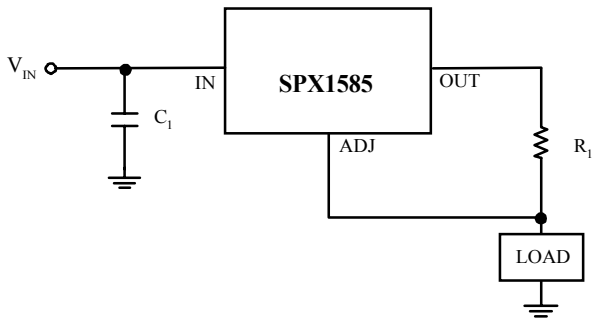 V_IN
IN
SPX1585
OUT
C_1
ADJ
R_1
LOAD